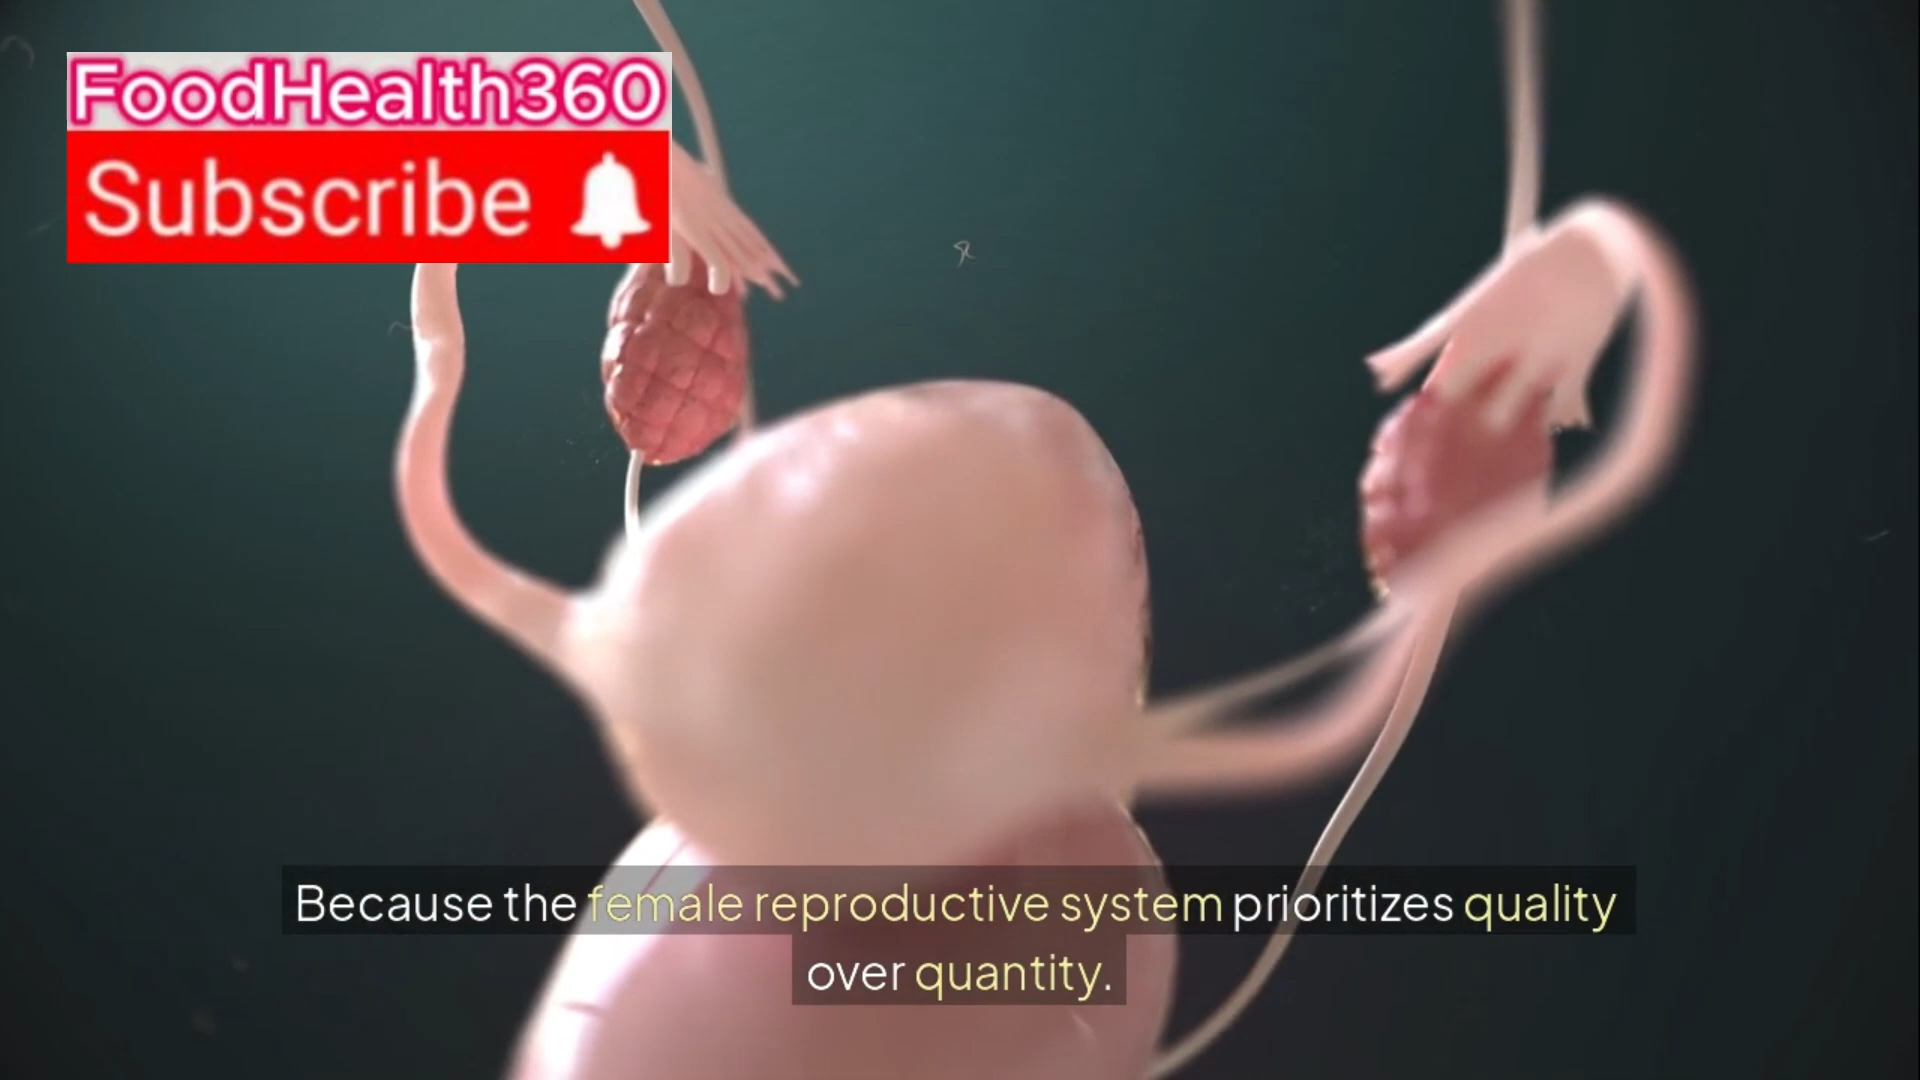 FoodHealth360
Subscribe
Because the female reproductive system prioritizes quality
over quantity.